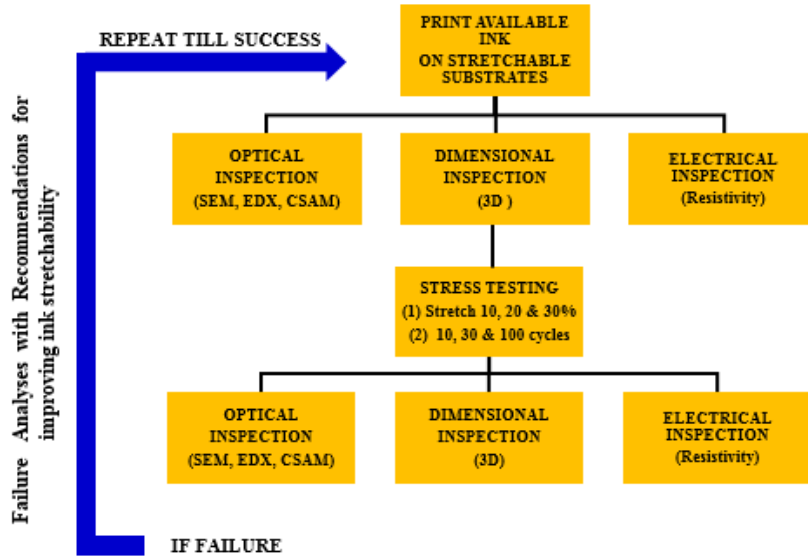 REPEAT TILL SUCCESS
PRINT AVAILABLE
INK
ON STRETCHABLE
SUBSTRATES
OPTICAL
INSPECTION
(SEM, EDX, CSAM)
DIMENSIONAL
INSPECTION
(3D )
ELECTRICAL
INSPECTION
(Resistivity)
STRESS TESTING
(1) Stretch 10, 20 & 30%
(2) 10, 30 & 100 cycles
OPTICAL
INSPECTION
(SEM, EDX, CSAM)
DIMENSIONAL
INSPECTION
(3D)
ELECTRICAL
INSPECTION
(Resistivity)
Failure Analyses with Recommendations for
improving ink stretchability
IF FAILURE